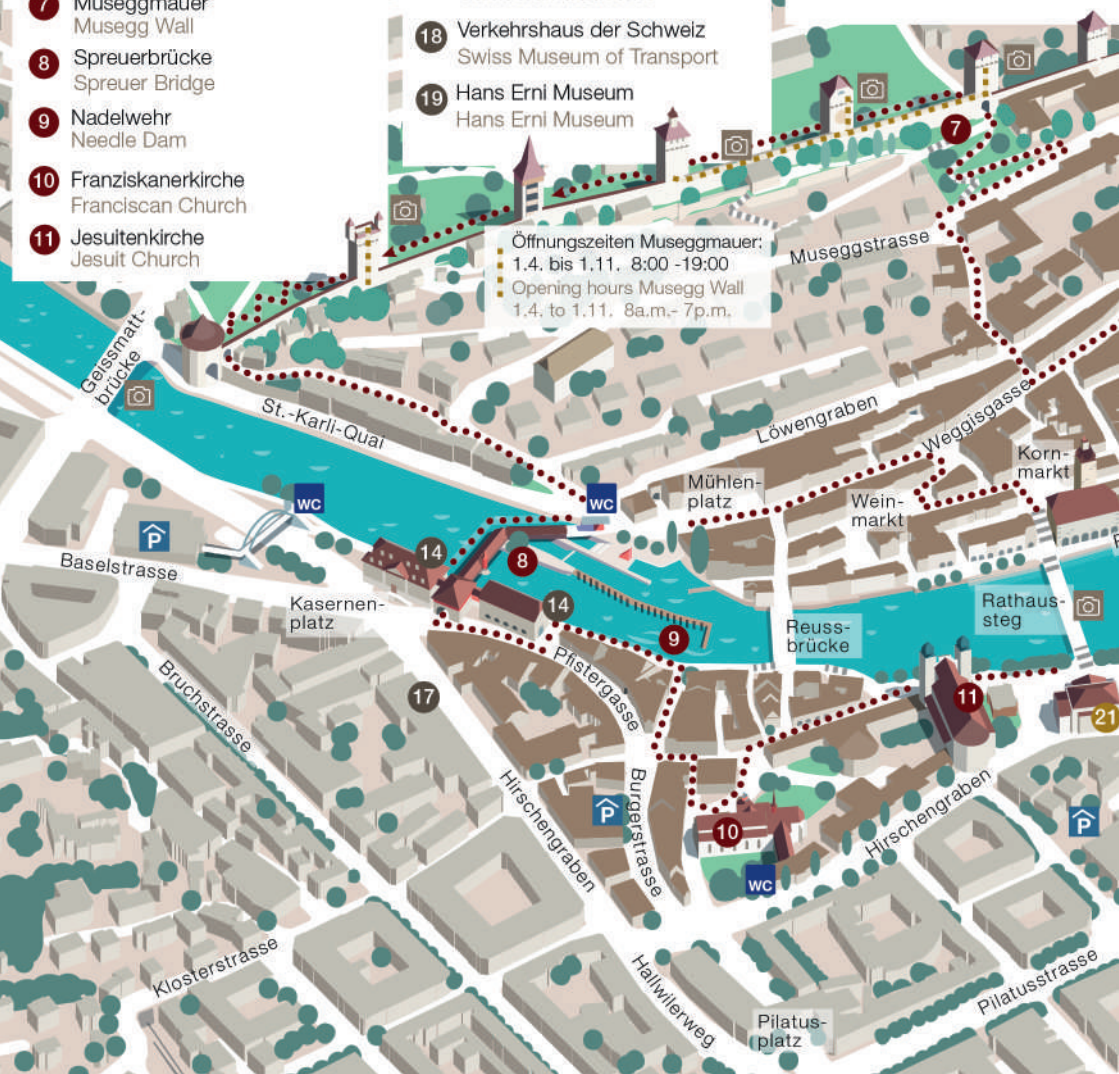 7 Museggmauer
Musegg Wall
8 Spreuerbrücke
Spreuer Bridge
9 Nadelwehr
Needle Dam
10 Franziskanerkirche
Franciscan Church
11 Jesuitenkirche
Jesuit Church
18 Verkehrshaus der Schweiz
Swiss Museum of Transport
19 Hans Erni Museum
Hans Erni Museum
7
Öffnungszeiten Museggmauer:
1.4. bis 1.11. 8:00 -19:00
Opening hours Musegg Wall
1.4. to 1.11. 8a.m.- 7p.m.
Museggstrasse
Geissmatt-
brücke
St.-Karli-Quai
Löwengraben
Weggisgasse
Korn-
markt
Mühlen-
platz
Wein-
markt
WC
WC
P
Baselstrasse
14
8
14
9
Kasernen-
platz
Reuss-
brücke
Rathaus-
steg
Pfistergasse
Bruchstrasse
17
11
21
Hirschengraben
P
Burgerstrasse
10
WC
Hirschengraben
P
Klosterstrasse
Hallwilerweg
Pilatus-
platz
Pilatusstrasse